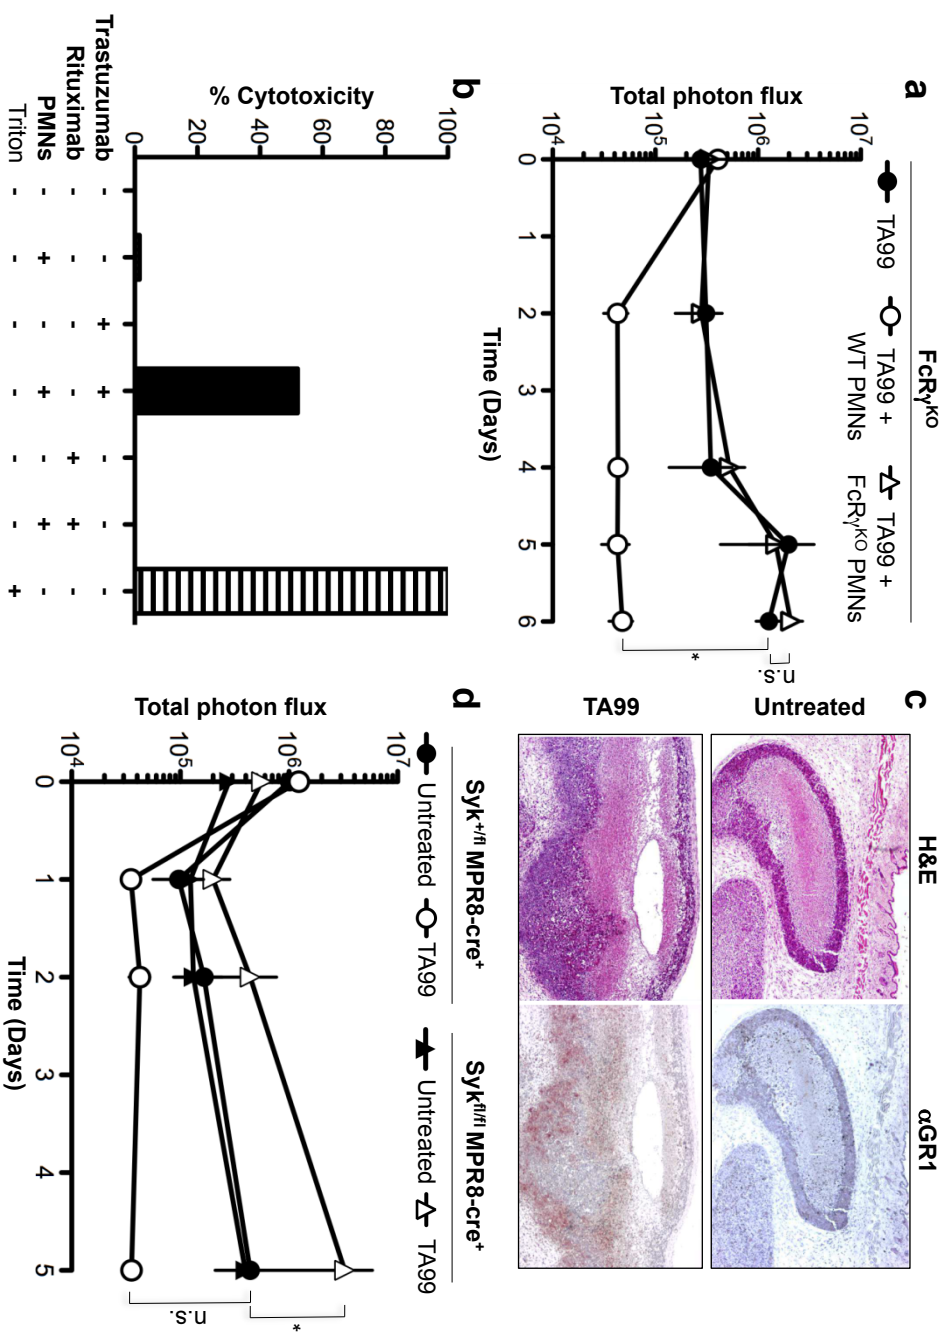 a
FcRγKO
TA99
TA99 +
WT PMNs
TA99 +
FcRγKO PMNs
Total photon flux
10^7
10^6
10^5
10^4
0 1 2 3 4 5 6
Time (Days)
*
n.s.
b
% Cytotoxicity
100
80
60
40
20
0
Trastuzumab - - + + - - -
Rituximab - - - - + + -
PMNs - + - + - + -
Triton - - - - - - +
c
H&E
αGR1
Untreated
TA99
d
Syk+/fl MPR8-cre+
Sykfl/fl MPR8-cre+
Untreated
TA99
Untreated
TA99
Total photon flux
10^7
10^6
10^5
10^4
0 1 2 3 4 5
Time (Days)
n.s.
*